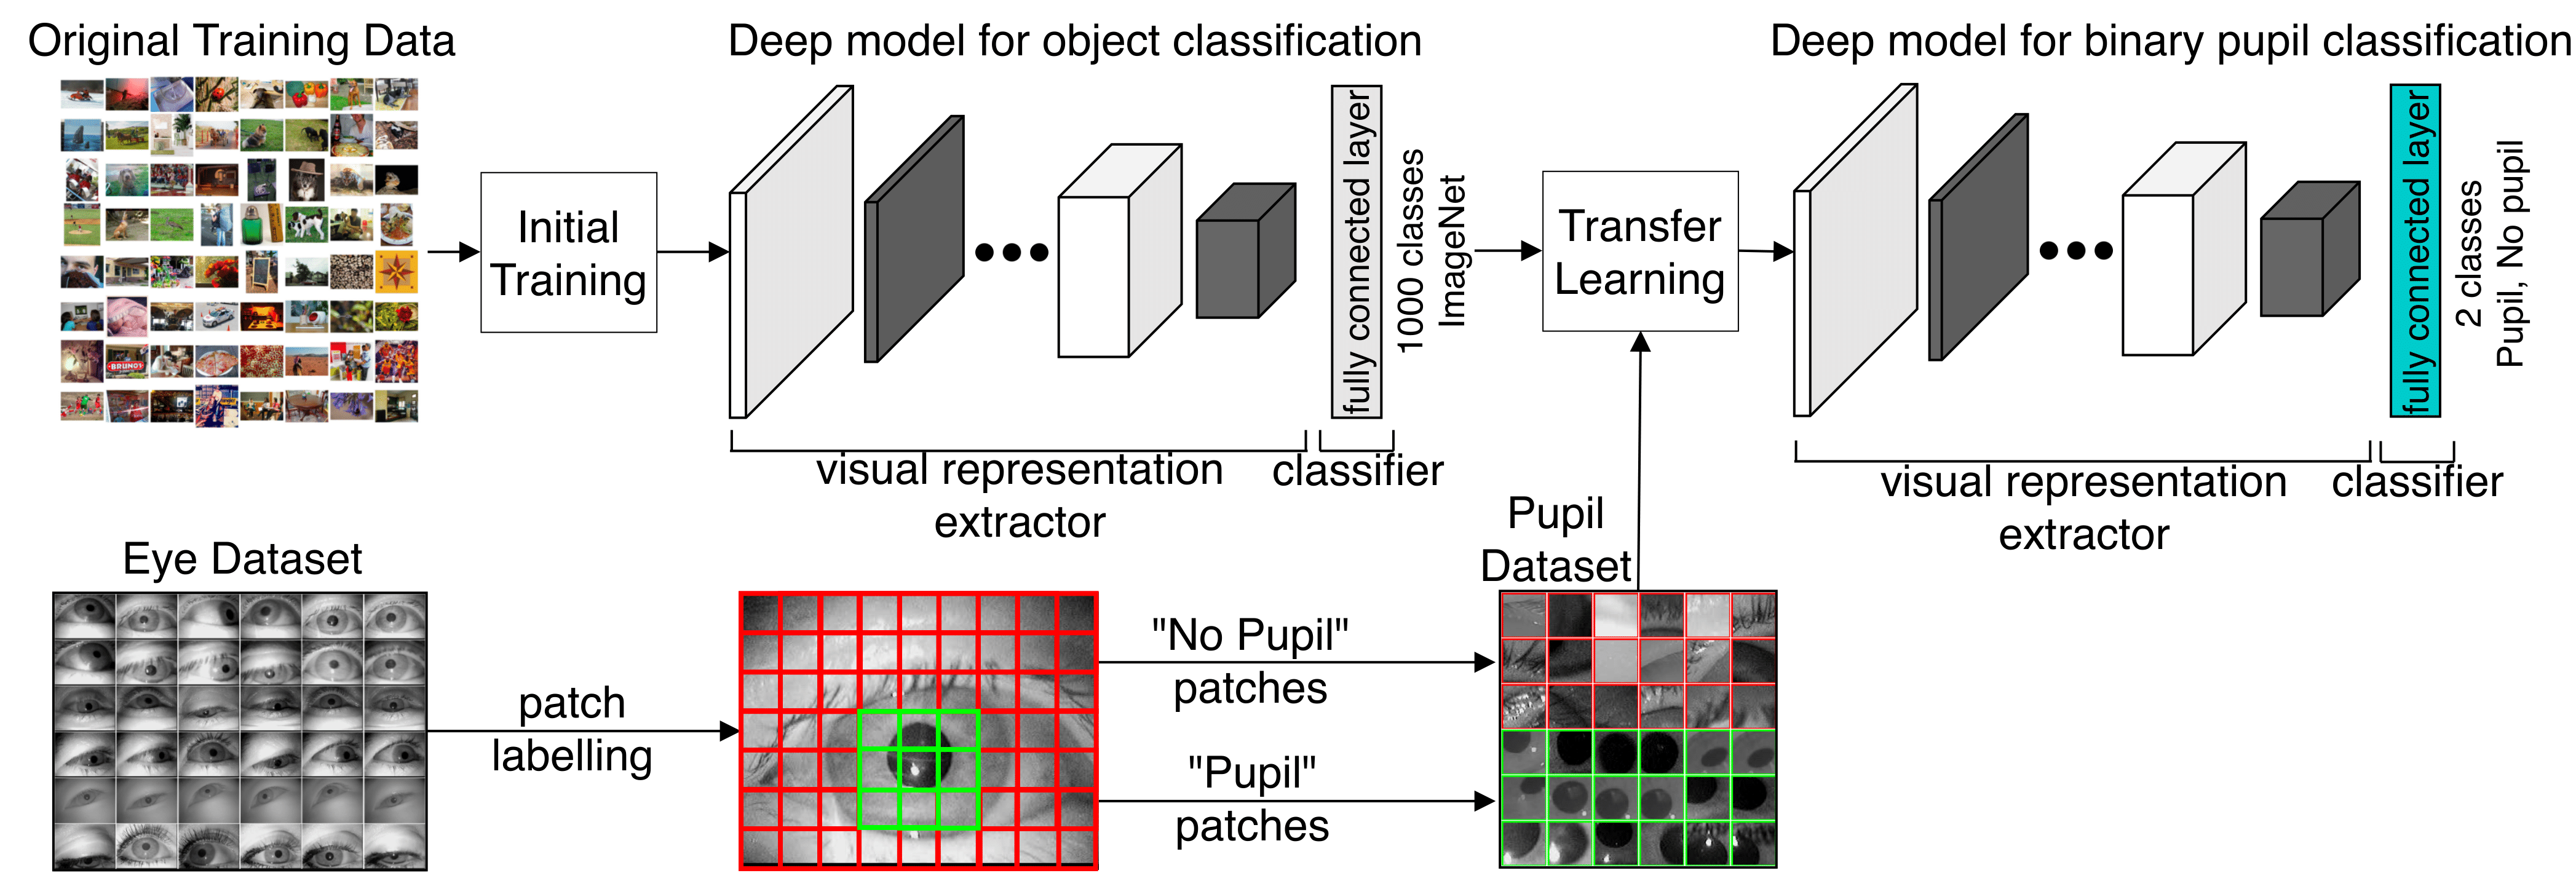 Original Training Data
Deep model for object classification
Deep model for binary pupil classification
Initial
Training
fully connected layer
1000 classes
ImageNet
Transfer
Learning
fully connected layer
2 classes
Pupil, No pupil
visual representation
extractor
classifier
visual representation
extractor
classifier
Eye Dataset
patch
labelling
"No Pupil"
patches
"Pupil"
patches
Pupil
Dataset